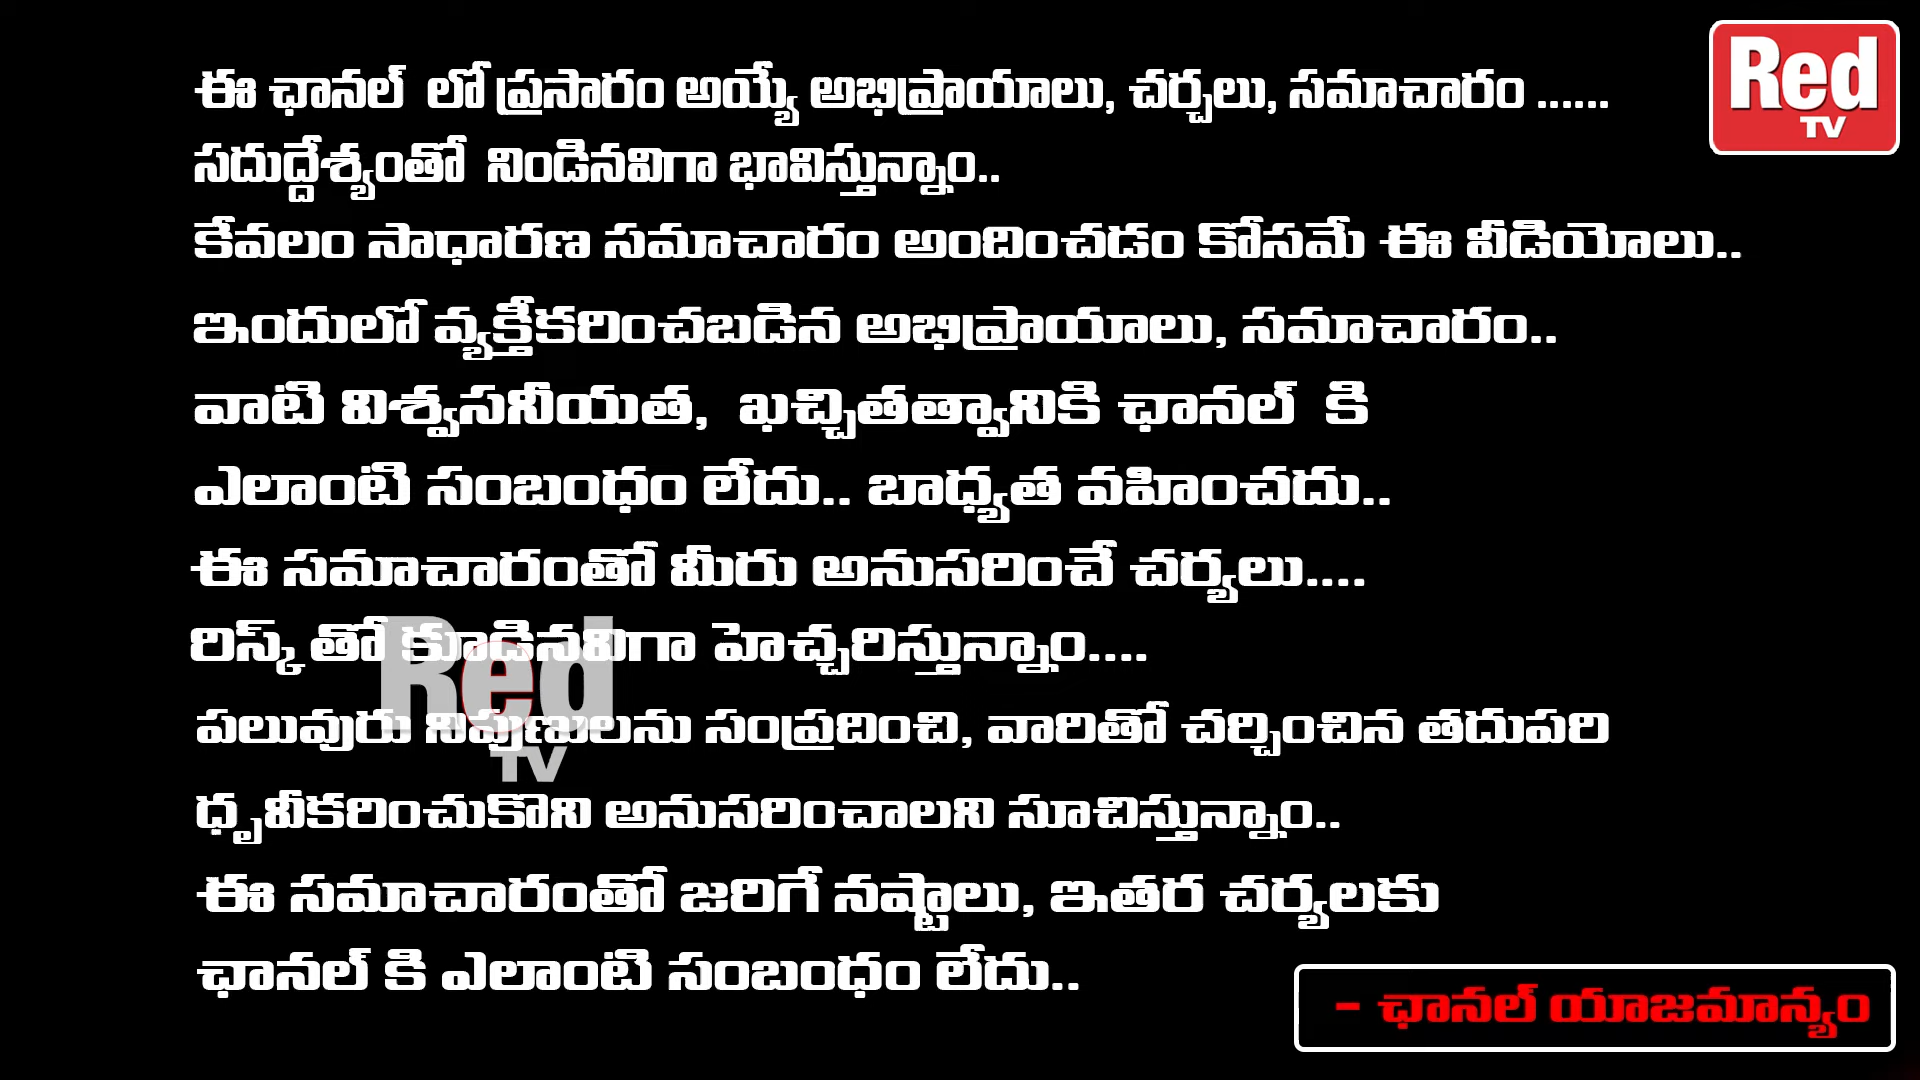 ఈ ఛానల్ లో ప్రసారం అయ్యే అభిప్రాయాలు, చర్చలు, సమాచారం ......
Red
TV
సదుద్దేశ్యంతో నిండినవిగా భావిస్తున్నాం..
కేవలం సాధారణ సమాచారం అందించడం కోసమే ఈ వీడియోలు..
ఇందులో వ్యక్తీకరించబడిన అభిప్రాయాలు, సమాచారం..
వాటి విశ్వసనీయత, ఖచ్చితత్వానికి ఛానల్ కి
ఎలాంటి సంబంధం లేదు.. బాధ్యత వహించదు..
ఈ సమాచారంతో మీరు అనుసరించే చర్యలు....
రిస్క్ తో కూడినవిగా హెచ్చరిస్తున్నాం....
Red
TV
పలువురు నిపుణులను సంప్రదించి, వారితో చర్చించిన తదుపరి
ధృవీకరించుకొని అనుసరించాలని సూచిస్తున్నాం..
ఈ సమాచారంతో జరిగే నష్టాలు, ఇతర చర్యలకు
ఛానల్ కి ఎలాంటి సంబంధం లేదు..
- ఛానల్ యాజమాన్యం